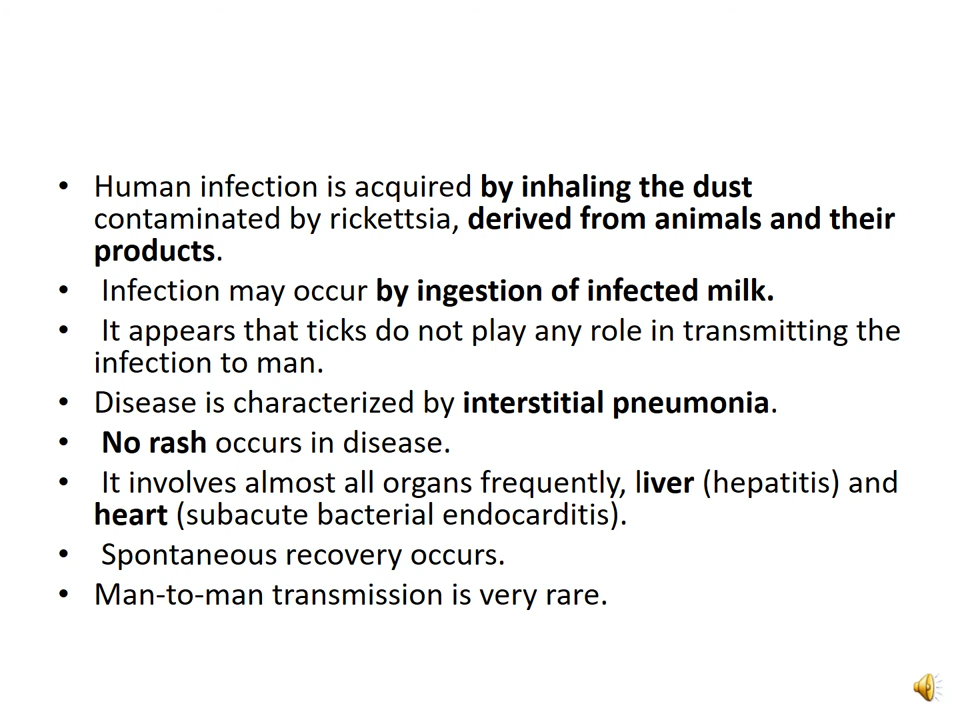 • Human infection is acquired by inhaling the dust
contaminated by rickettsia, derived from animals and their
products.
• Infection may occur by ingestion of infected milk.
• It appears that ticks do not play any role in transmitting the
infection to man.
• Disease is characterized by interstitial pneumonia.
• No rash occurs in disease.
• It involves almost all organs frequently, liver (hepatitis) and
heart (subacute bacterial endocarditis).
• Spontaneous recovery occurs.
• Man-to-man transmission is very rare.